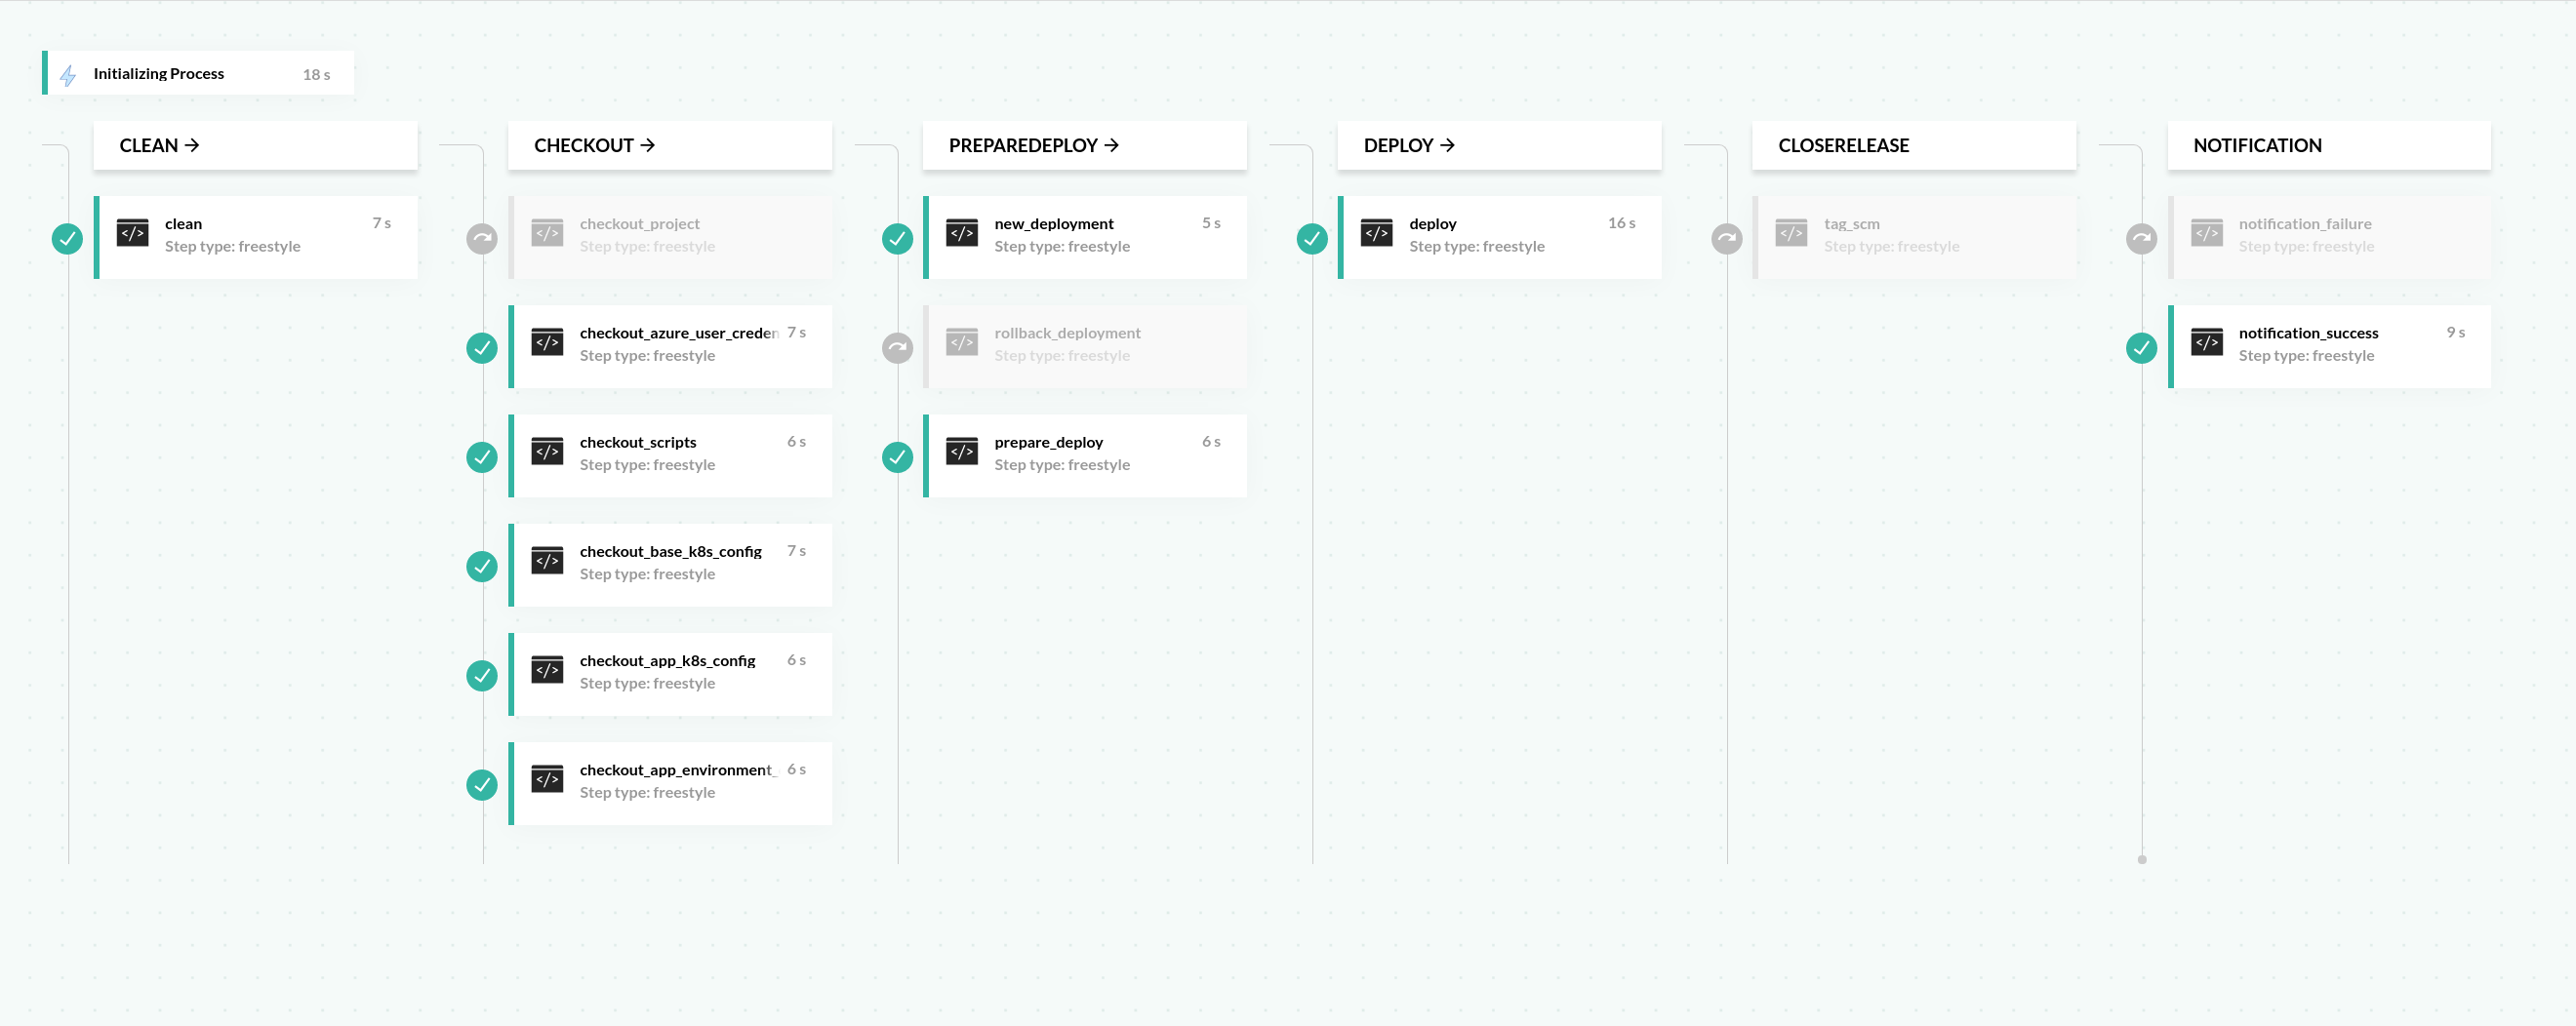 Initializing Process 18 s
CLEAN →
clean 7 s
Step type: freestyle
CHECKOUT →
checkout_project
Step type: freestyle
checkout_azure_user_creden 7 s
Step type: freestyle
checkout_scripts 6 s
Step type: freestyle
checkout_base_k8s_config 7 s
Step type: freestyle
checkout_app_k8s_config 6 s
Step type: freestyle
checkout_app_environment_ 6 s
Step type: freestyle
PREPAREDEPLOY →
new_deployment 5 s
Step type: freestyle
rollback_deployment
Step type: freestyle
prepare_deploy 6 s
Step type: freestyle
DEPLOY →
deploy 16 s
Step type: freestyle
CLOSERELEASE
tag_scm
Step type: freestyle
NOTIFICATION
notification_failure
Step type: freestyle
notification_success 9 s
Step type: freestyle